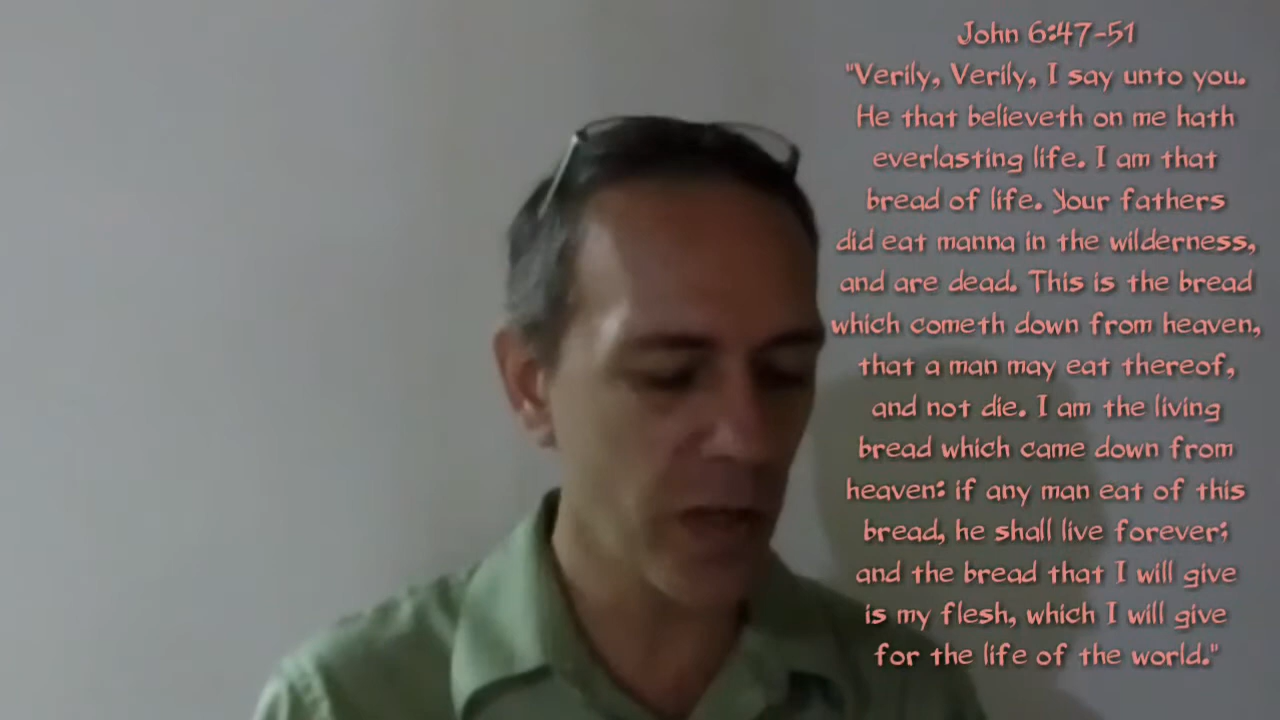 John 6:47-51
"Verily, Verily, I say unto you.
He that believeth on me hath
everlasting life. I am that
bread of life. Your fathers
did eat manna in the wilderness,
and are dead. This is the bread
which cometh down from heaven,
that a man may eat thereof,
and not die. I am the living
bread which came down from
heaven: if any man eat of this
bread, he shall live forever;
and the bread that I will give
is my flesh, which I will give
for the life of the world."